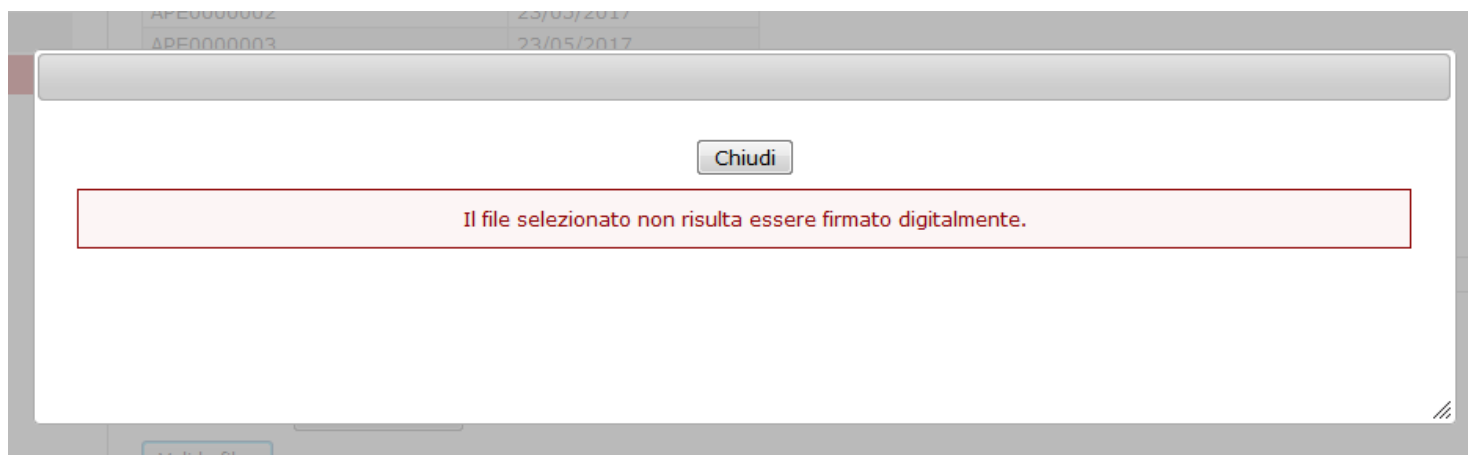 APE0000002 23/05/2017
APE0000003 23/05/2017
Chiudi
Il file selezionato non risulta essere firmato digitalmente.